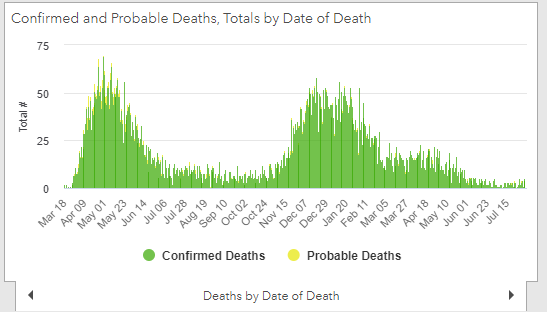 Confirmed and Probable Deaths, Totals by Date of Death
75
50
25
0
Total #
Mar 18
Apr 09
May 01
May 23
Jun 14
Jul 06
Jul 28
Aug 19
Sep 10
Oct 02
Oct 24
Nov 15
Dec 07
Dec 29
Jan 20
Feb 11
Mar 05
Mar 27
Apr 18
May 10
Jun 01
Jun 23
Jul 15
Confirmed Deaths
Probable Deaths
Deaths by Date of Death